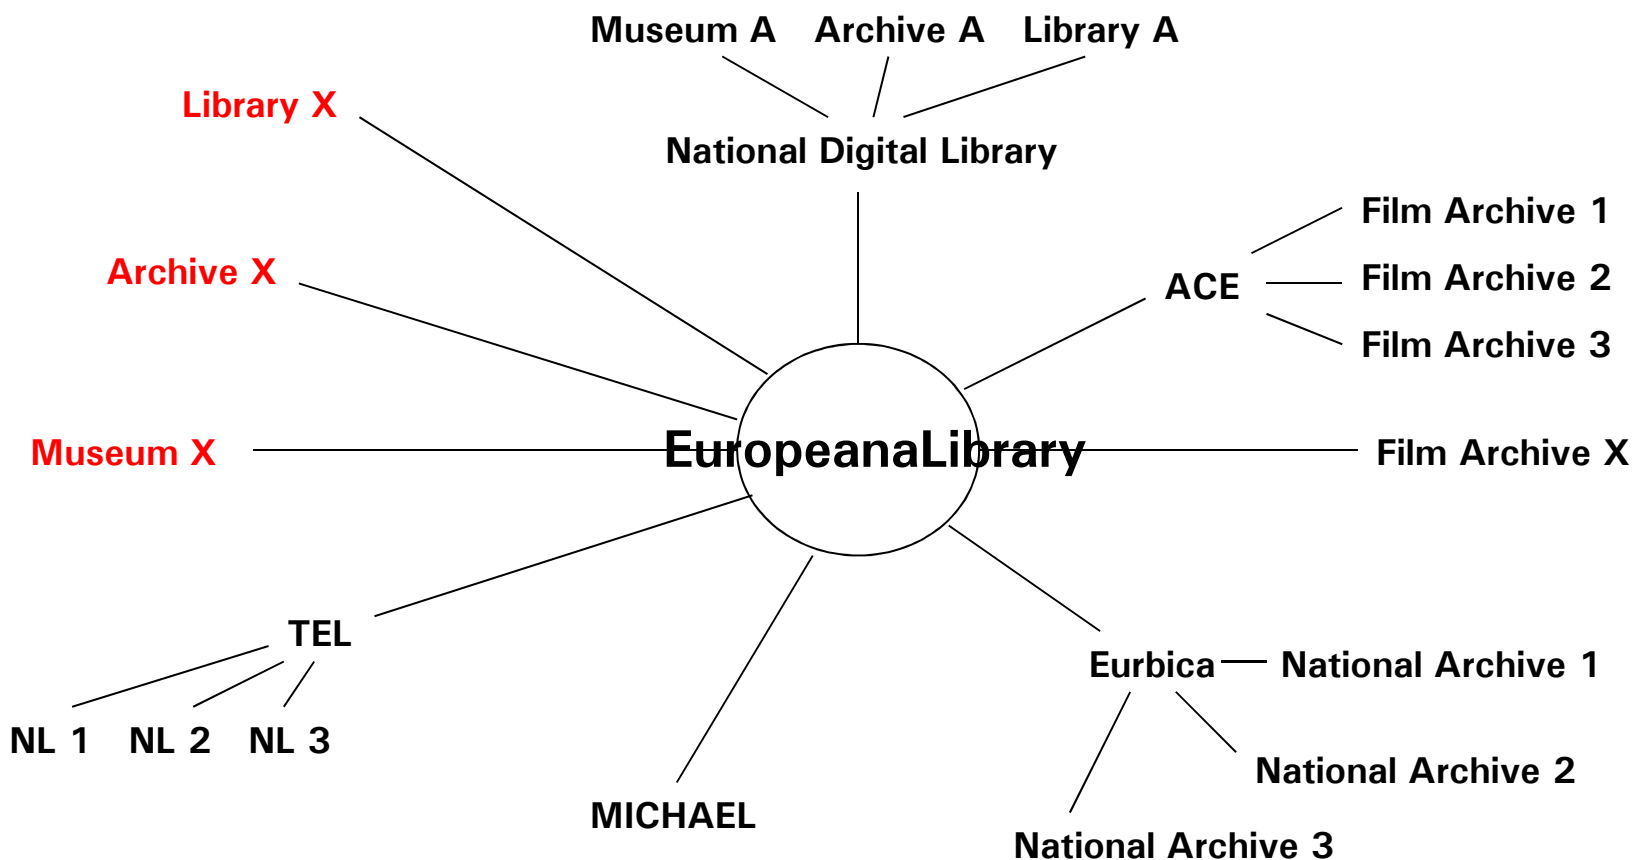 Museum A Archive A Library A
Library X
National Digital Library
Film Archive 1
Archive X
ACE
Film Archive 2
Film Archive 3
Museum X
EuropeanaLibrary
Film Archive X
TEL
Eurbica
National Archive 1
NL 1 NL 2 NL 3
National Archive 2
MICHAEL
National Archive 3